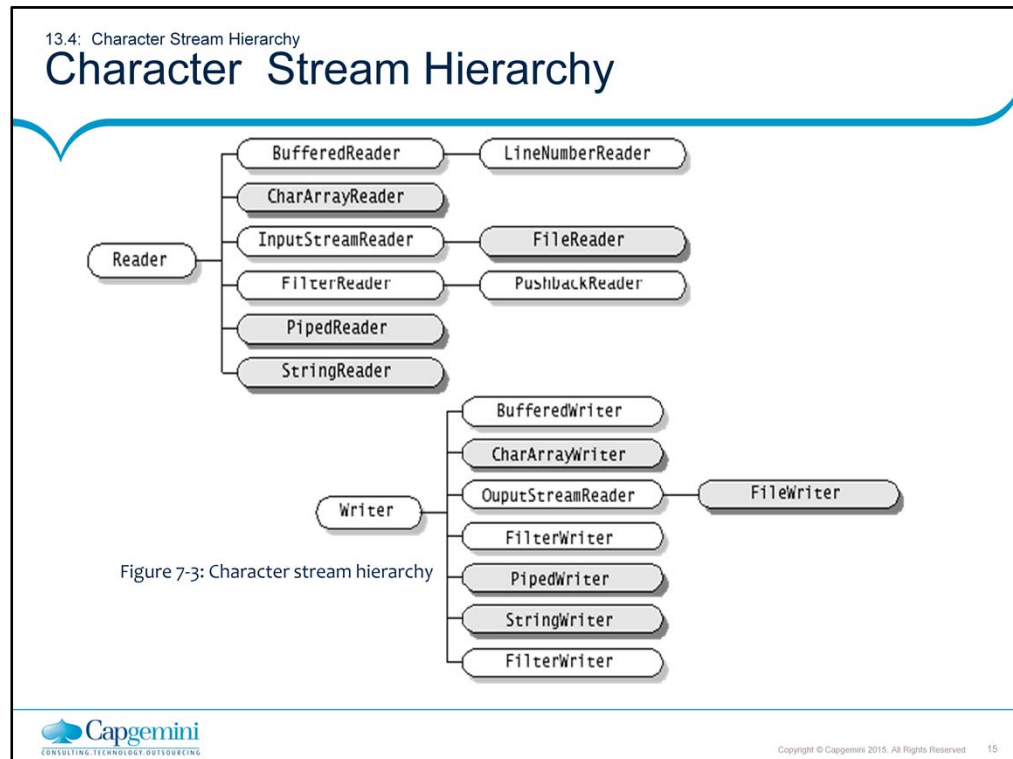 13.4: Character Stream Hierarchy
Character Stream Hierarchy
BufferedReader
LineNumberReader
CharArrayReader
InputStreamReader
FileReader
Reader
FilterReader
PushbackReader
PipedReader
StringReader
BufferedWriter
CharArrayWriter
OuputStreamReader
FileWriter
Writer
FilterWriter
Figure 7-3: Character stream hierarchy
PipedWriter
StringWriter
FilterWriter
Capgemini
CONSULTING.TECHNOLOGY.OUTSOURCING
Copyright © Capgemini 2015. All Rights Reserved 15